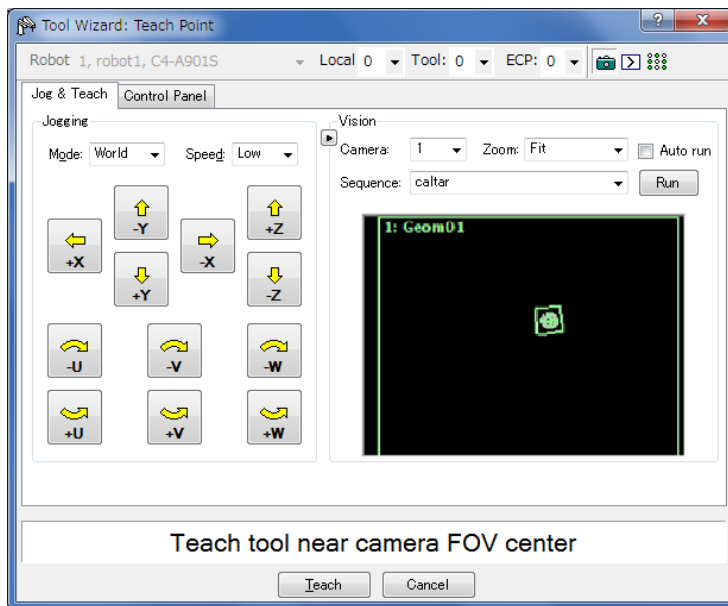 Tool Wizard: Teach Point
Robot 1, robot1, C4-A901S Local 0 Tool: 0 ECP: 0
Jog & Teach Control Panel
Jogging
Mode: World Speed: Low
-Y +Z
+X -X
+Y -Z
-U -V -W
+U +V +W
Vision
Camera: 1 Zoom: Fit Auto run
Sequence: caltar Run
1: Geom01
Teach tool near camera FOV center
Teach Cancel